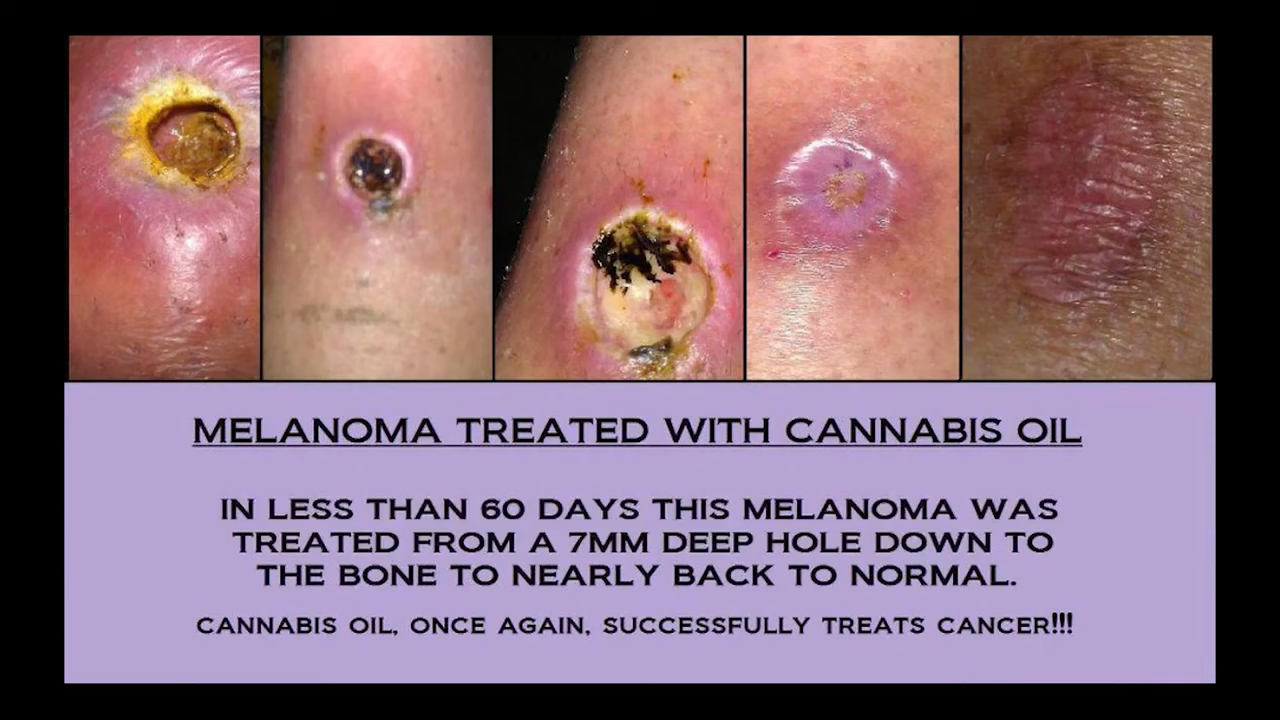 MELANOMA TREATED WITH CANNABIS OIL
IN LESS THAN 60 DAYS THIS MELANOMA WAS
TREATED FROM A 7MM DEEP HOLE DOWN TO
THE BONE TO NEARLY BACK TO NORMAL.
CANNABIS OIL, ONCE AGAIN, SUCCESSFULLY TREATS CANCER!!!